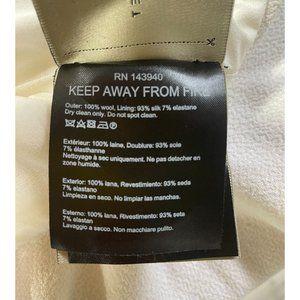 RN 143940
KEEP AWAY FROM FIRE
Outer: 100% wool, Lining: 93% silk 7% elastane
Dry clean only. Do not spot clean.
Extérieur: 100% laine, Doublure: 93% soie
7% élasthanne
Nettoyage à sec uniquement. Ne pas detacher en
zone humide.
Exterior: 100% lana, Revestimiento: 93% seda
7% elastano
Limpieza en seco. No limpiar las manchas.
Esterno: 100% lana, Rivestimento: 93% seta
7% elastan
Lavaggio a secco. Non macchiare pulito.